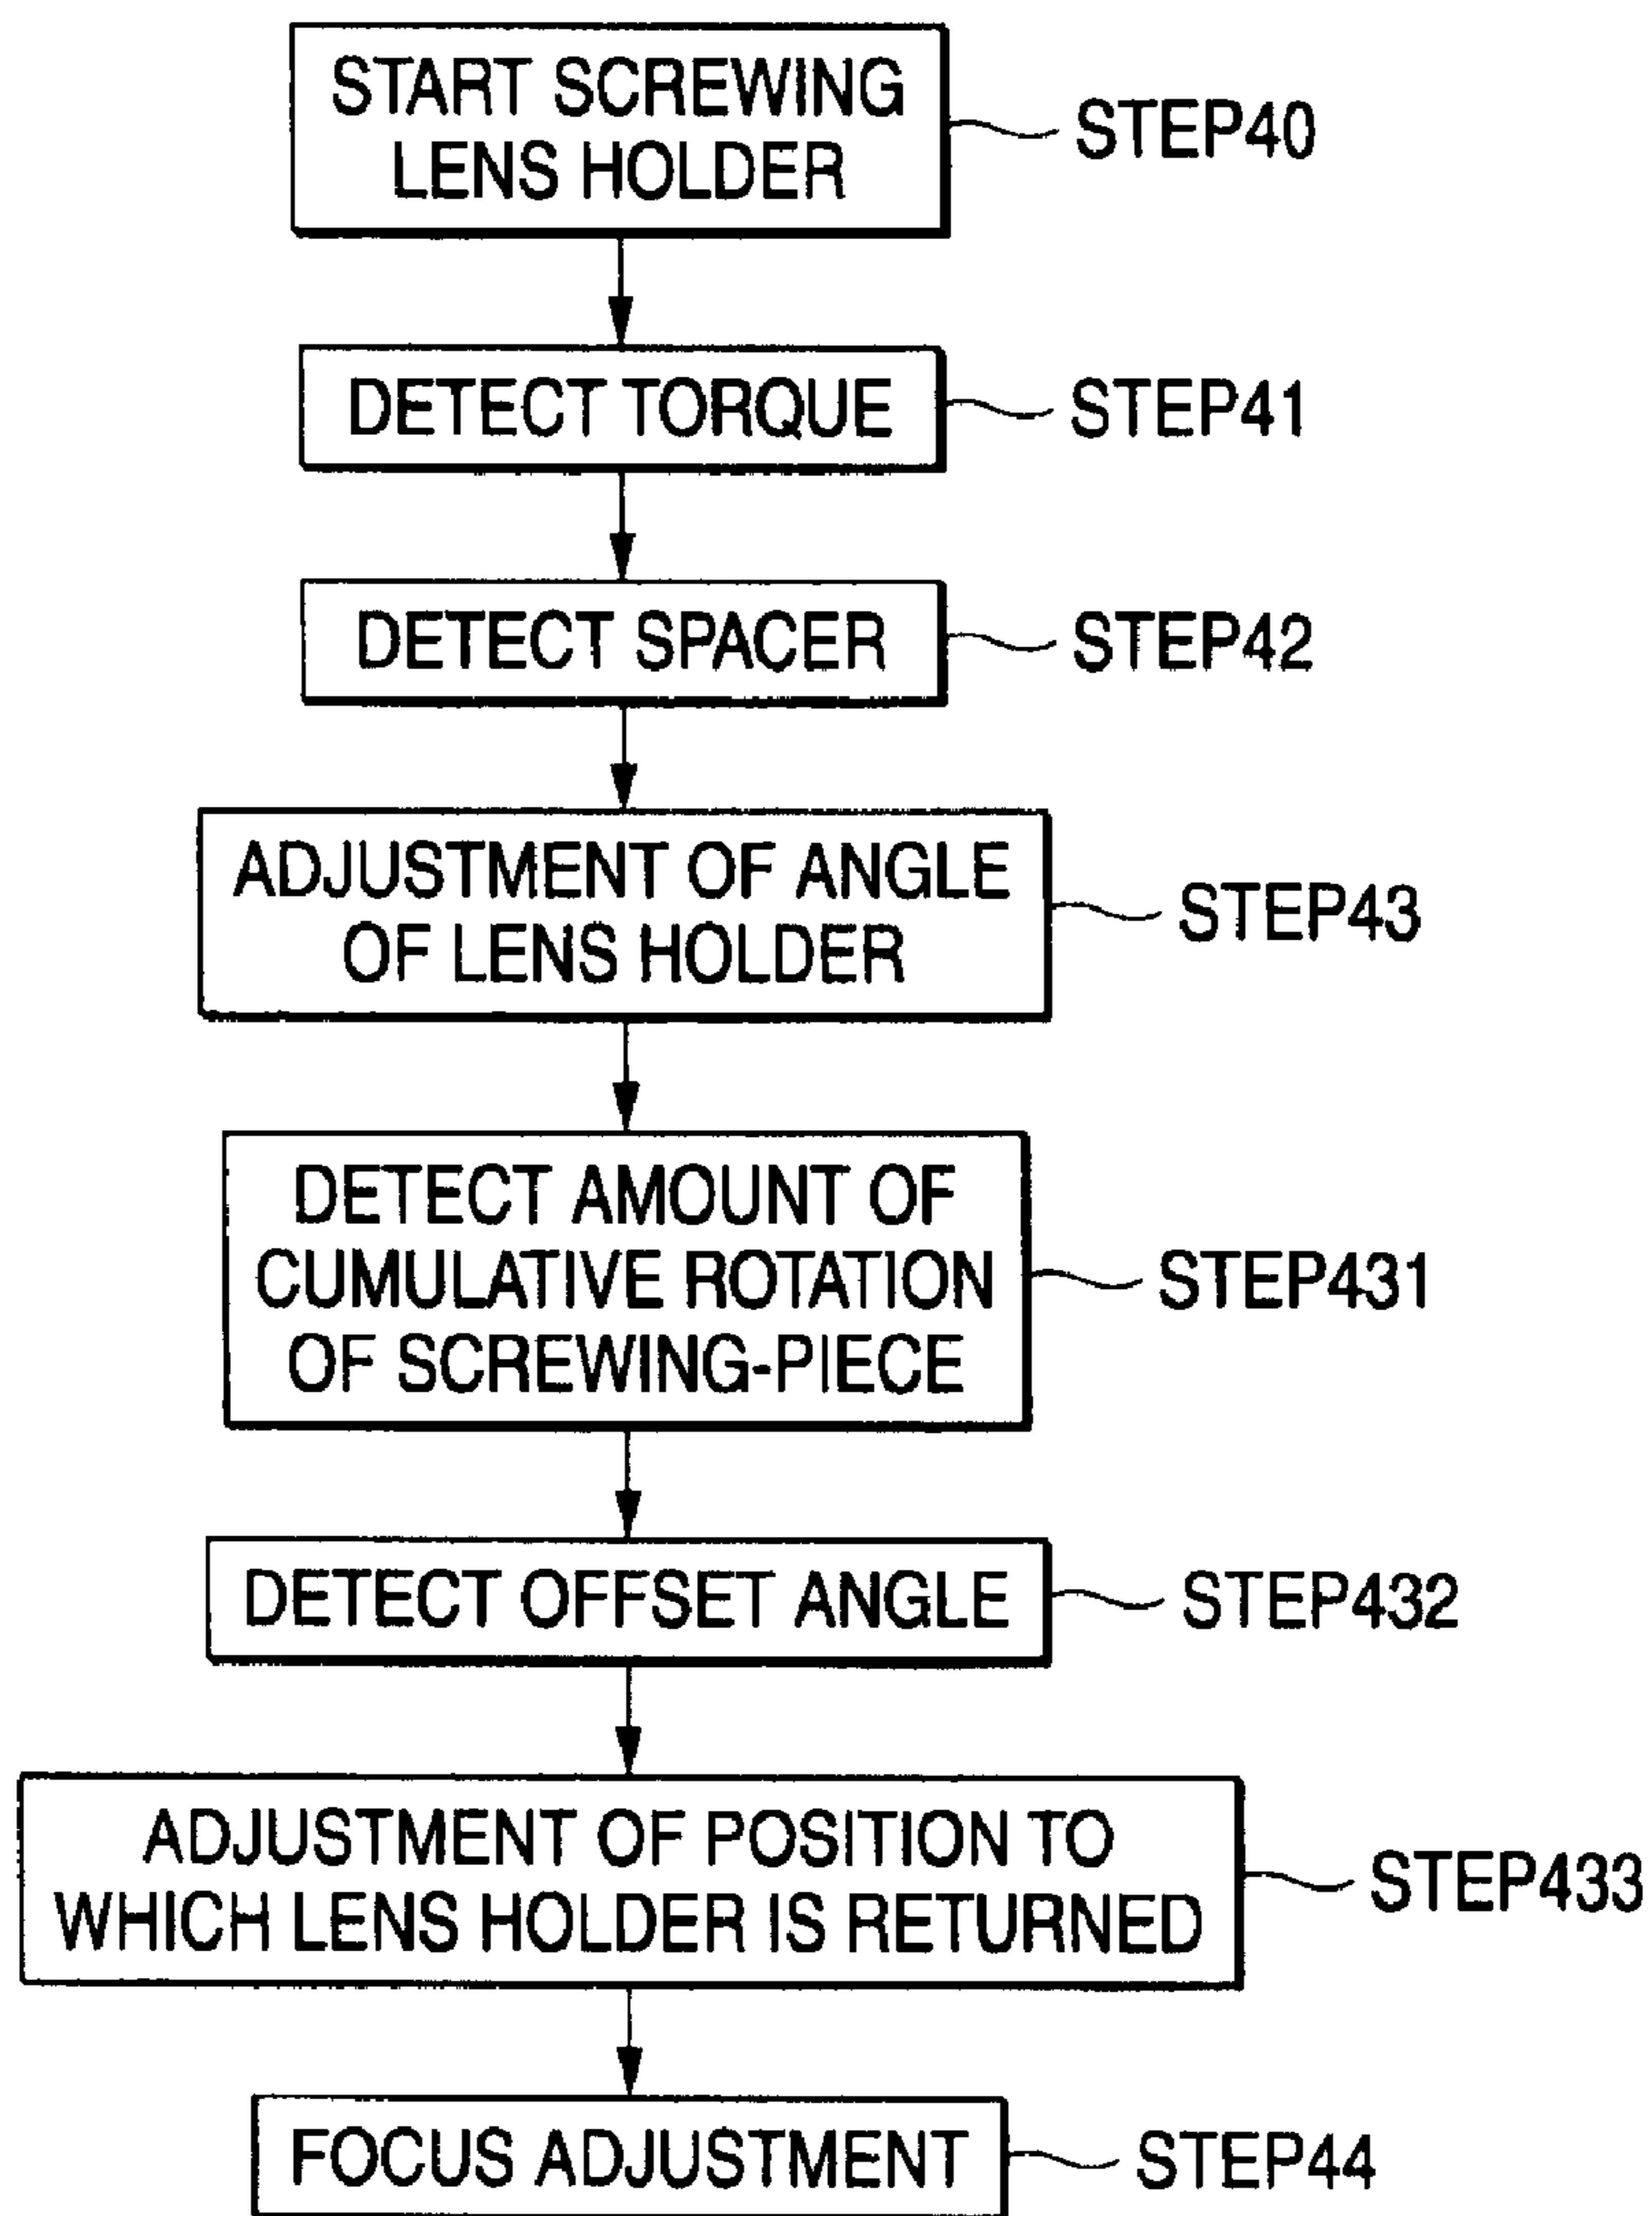 START SCREWING
LENS HOLDER
STEP40
DETECT TORQUE
STEP41
DETECT SPACER
STEP42
ADJUSTMENT OF ANGLE
OF LENS HOLDER
STEP43
DETECT AMOUNT OF
CUMULATIVE ROTATION
OF SCREWING-PIECE
STEP431
DETECT OFFSET ANGLE
STEP432
ADJUSTMENT OF POSITION TO
WHICH LENS HOLDER IS RETURNED
STEP433
FOCUS ADJUSTMENT
STEP44